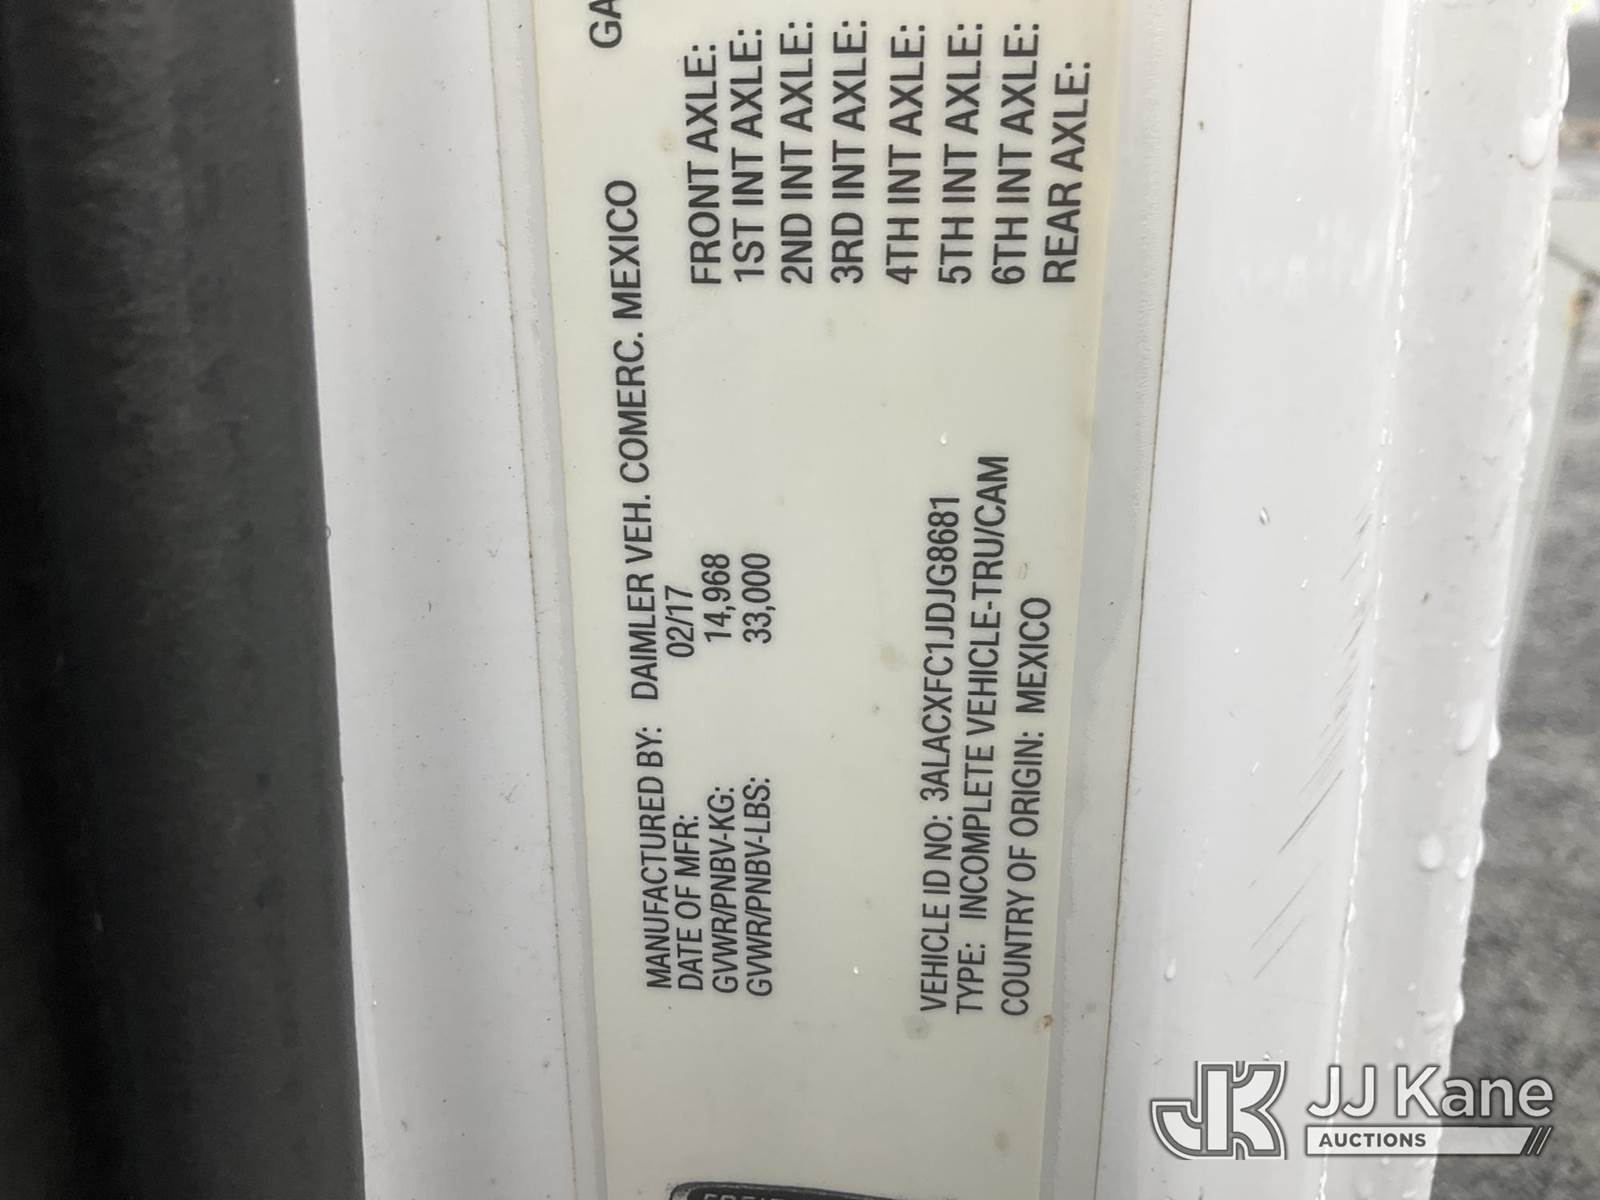 MANUFACTURED BY: DAIMLER VEH. COMERC. MEXICO
DATE OF MFR: 02/17
GVWR/PNBV-KG: 14,968
GVWR/PNBV-LBS: 33,000
VEHICLE ID NO: 3ALACXFC1JDJG8681
TYPE: INCOMPLETE VEHICLE-TRU/CAM
COUNTRY OF ORIGIN: MEXICO
GA
FRONT AXLE:
1ST INT AXLE:
2ND INT AXLE:
3RD INT AXLE:
4TH INT AXLE:
5TH INT AXLE:
6TH INT AXLE:
REAR AXLE:
JK JJ Kane
AUCTIONS